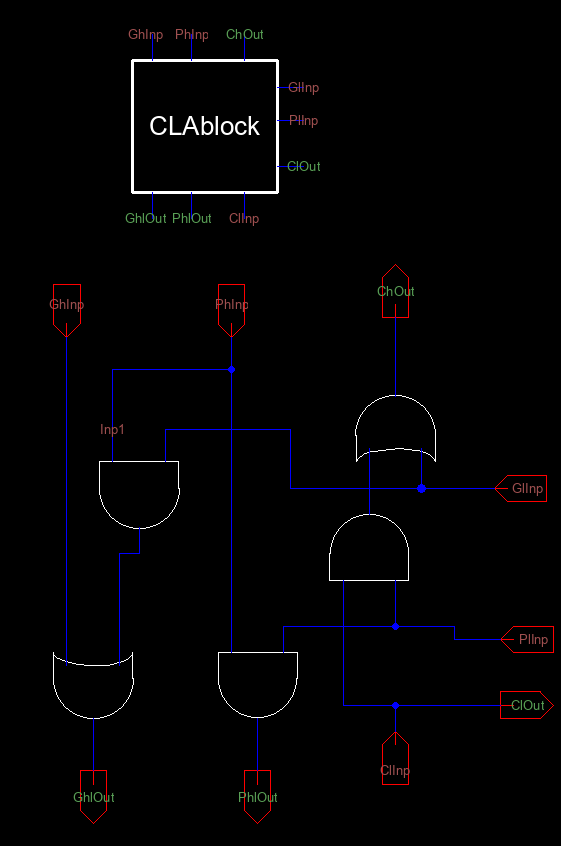 GhInp PhInp ChOut
GlInp
CLAblock
PlInp
ClOut
GhlOut PhlOut ClInp
GhInp PhInp ChOut
Inp1
GlInp
PlInp
ClOut
ClInp
GhlOut PhlOut